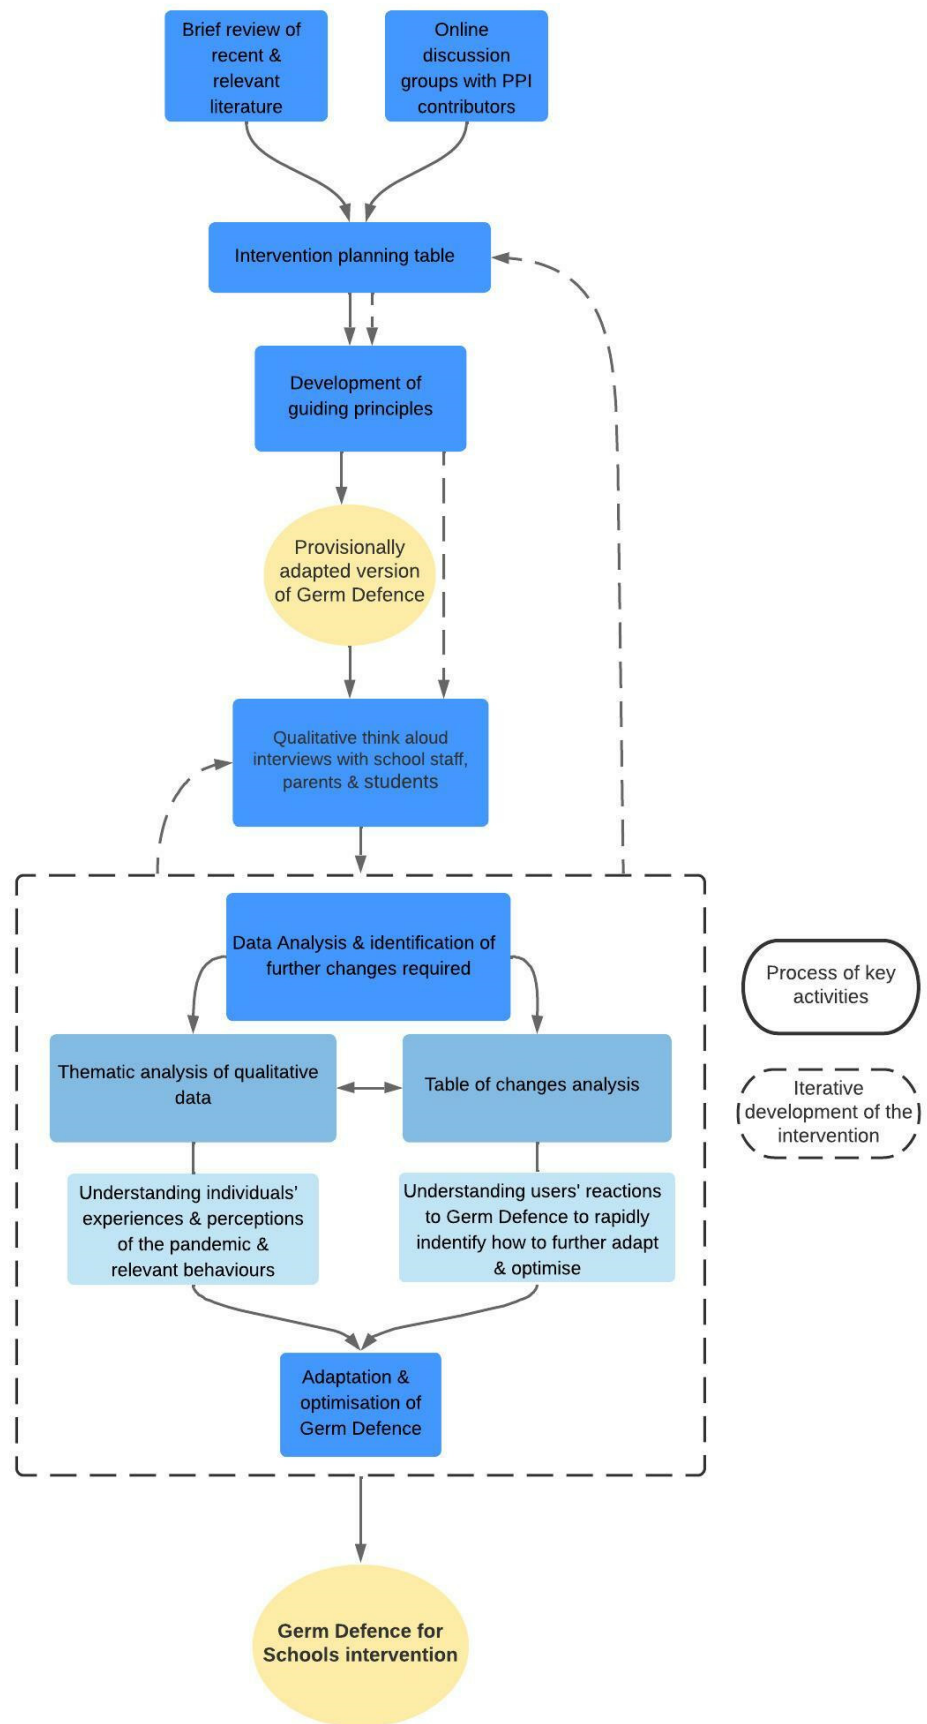 Brief review of
recent &
relevant
literature
Online
discussion
groups with PPI
contributors
Intervention planning table
Development of
guiding principles
Provisionally
adapted version
of Germ Defence
Qualitative think aloud
interviews with school staff,
parents & students
Data Analysis & identification of
further changes required
Thematic analysis of qualitative
data
Table of changes analysis
Understanding individuals'
experiences & perceptions
of the pandemic &
relevant behaviours
Understanding users' reactions
to Germ Defence to rapidly
indentify how to further adapt
& optimise
Adaptation &
optimisation of
Germ Defence
Germ Defence for
Schools intervention
Process of key
activities
Iterative
development of the
intervention